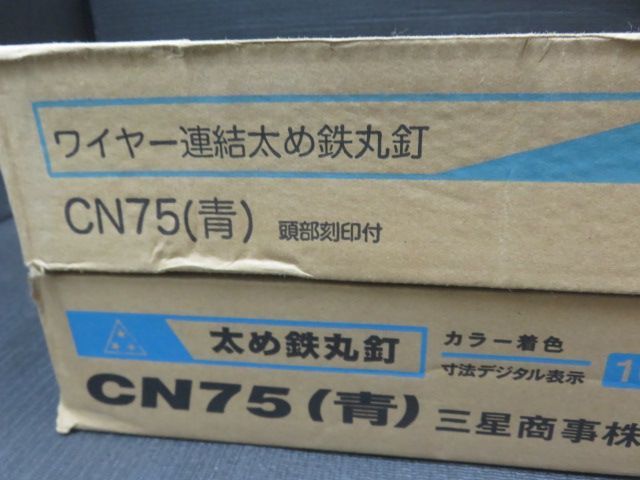 ワイヤー連結太め鉄丸釘
CN75(青) 頭部刻印付
太め鉄丸釘
カラー着色
寸法デジタル表示
CN75(青) 三星商事株